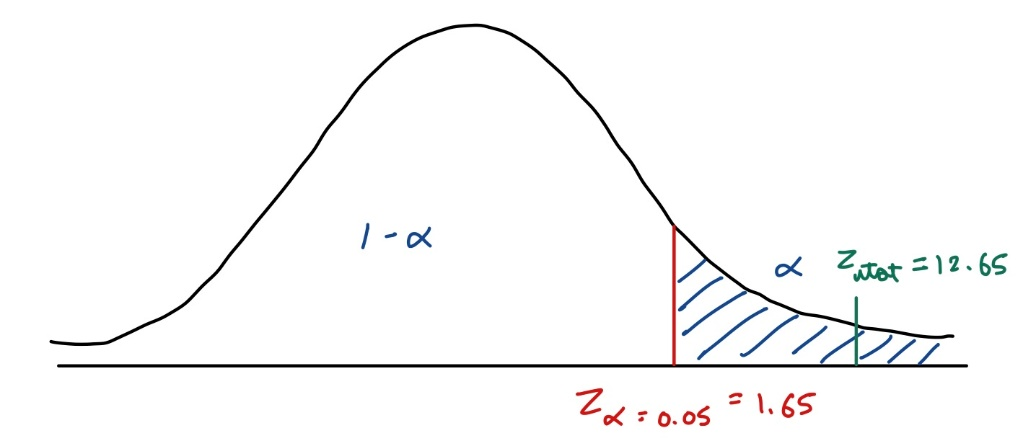 1-α
α
Zstat = 12.65
Zα=0.05 = 1.65